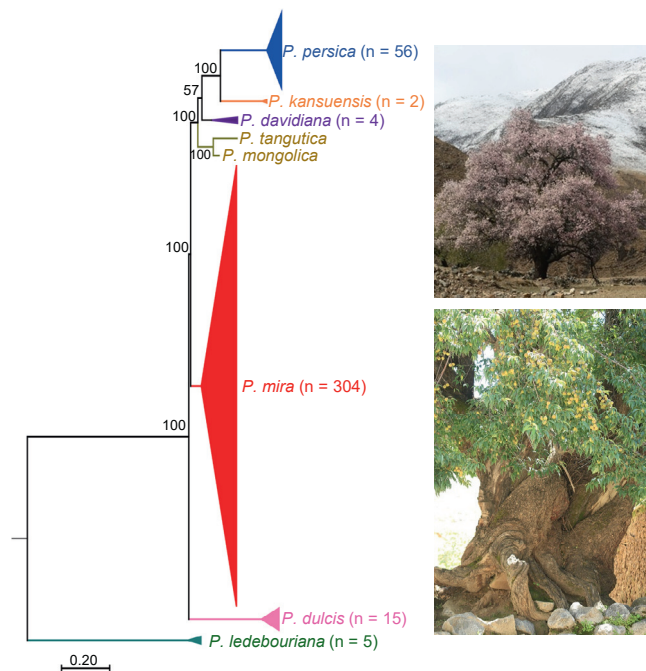 P. persica (n = 56)
100
57
P. kansuensis (n = 2)
100
P. davidiana (n = 4)
P. tangutica
100
P. mongolica
100
P. mira (n = 304)
100
P. dulcis (n = 15)
P. ledebouriana (n = 5)
0.20